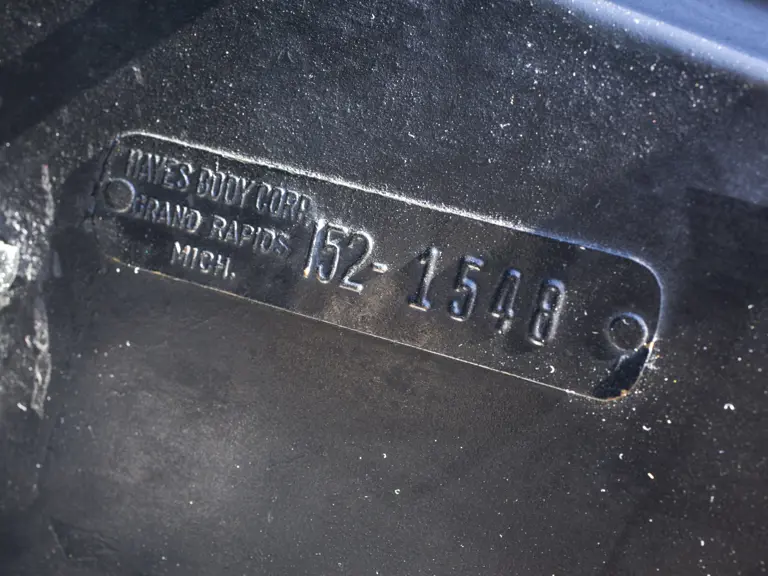 HAYES BODY CORP.
GRAND RAPIDS
MICH.
152-1548